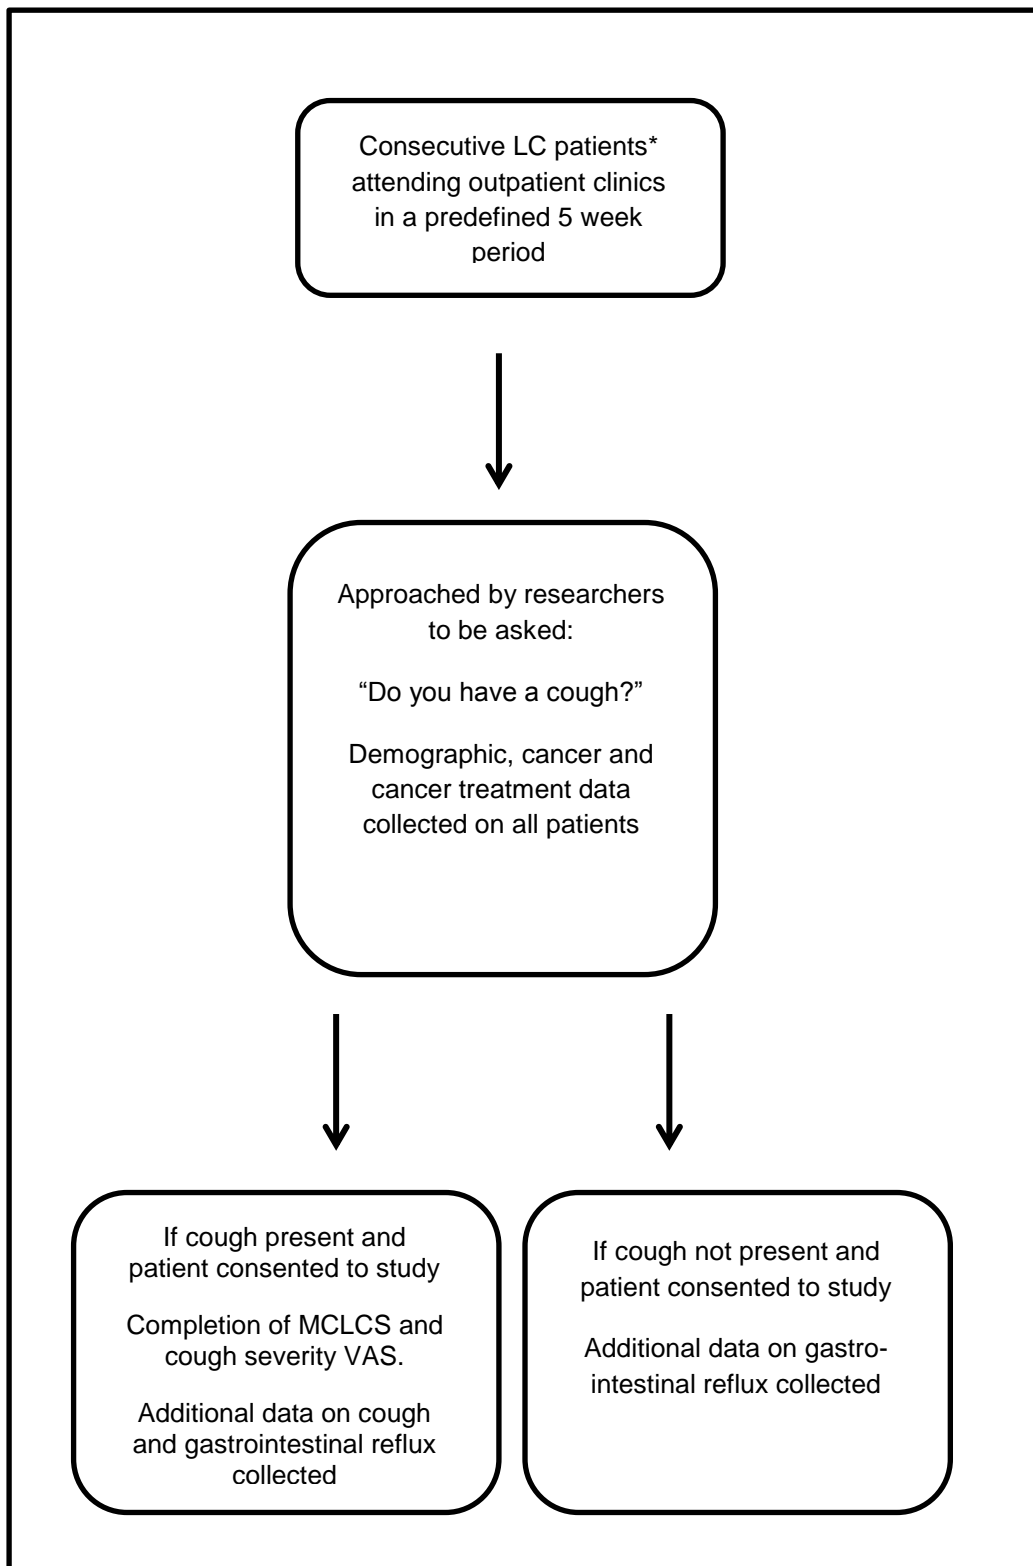 Consecutive LC patients*
attending outpatient clinics
in a predefined 5 week
period
Approached by researchers
to be asked:
“Do you have a cough?”
Demographic, cancer and
cancer treatment data
collected on all patients
If cough present and
patient consented to study
Completion of MCLCS and
cough severity VAS.
Additional data on cough
and gastrointestinal reflux
collected
If cough not present and
patient consented to study
Additional data on gastro-
intestinal reflux collected